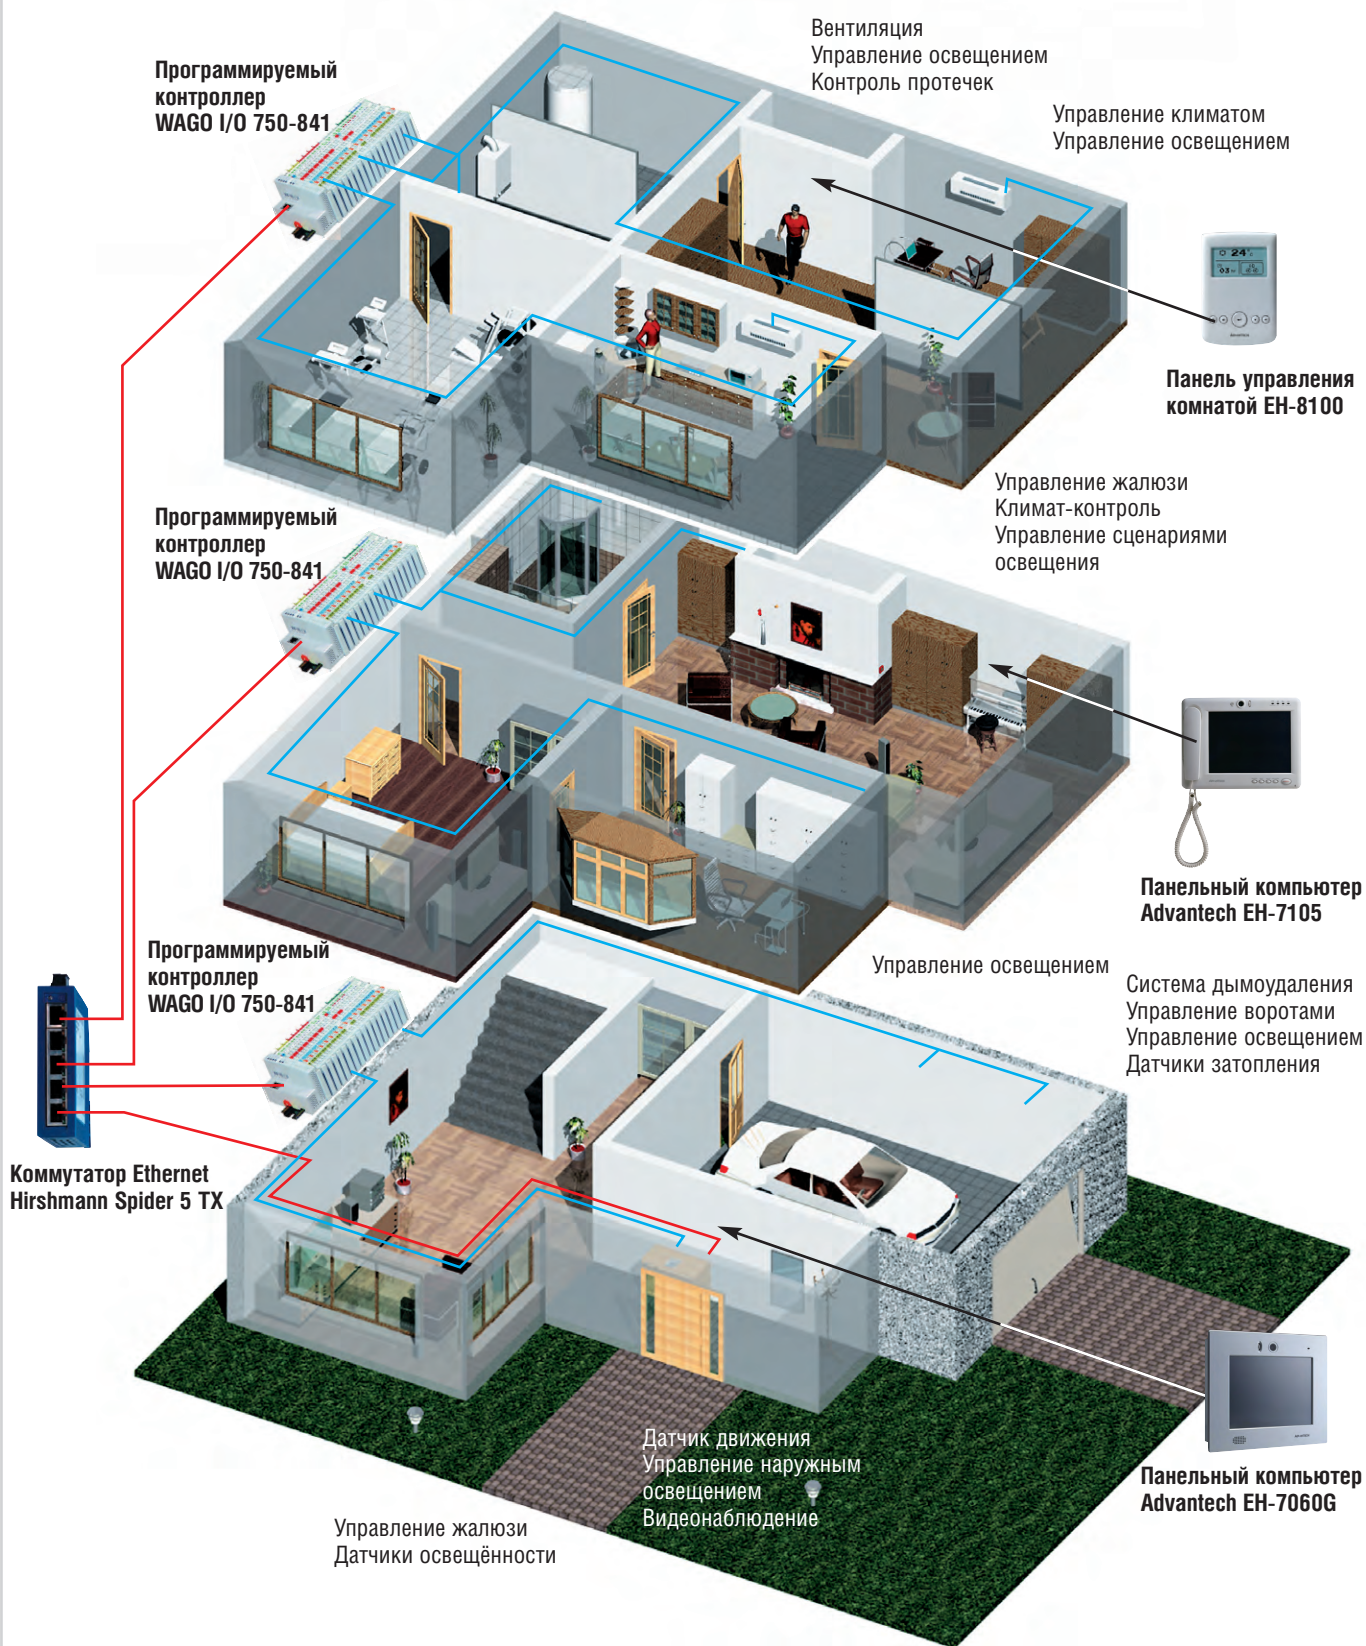 Вентиляция
Управление освещением
Контроль протечек
Программируемый
контроллер
WAGO I/O 750-841
Управление климатом
Управление освещением
24
03
Панель управления
комнатой EH-8100
Управление жалюзи
Климат-контроль
Управление сценариями
освещения
Программируемый
контроллер
WAGO I/O 750-841
Панельный компьютер
Advantech EH-7105
Программируемый
контроллер
WAGO I/O 750-841
Управление освещением
Система дымоудаления
Управление воротами
Управление освещением
Датчики затопления
Коммутатор Ethernet
Hirshmann Spider 5 TX
Датчик движения
Управление наружным
освещением
Видеонаблюдение
Панельный компьютер
Advantech EH-7060G
Управление жалюзи
Датчики освещённости